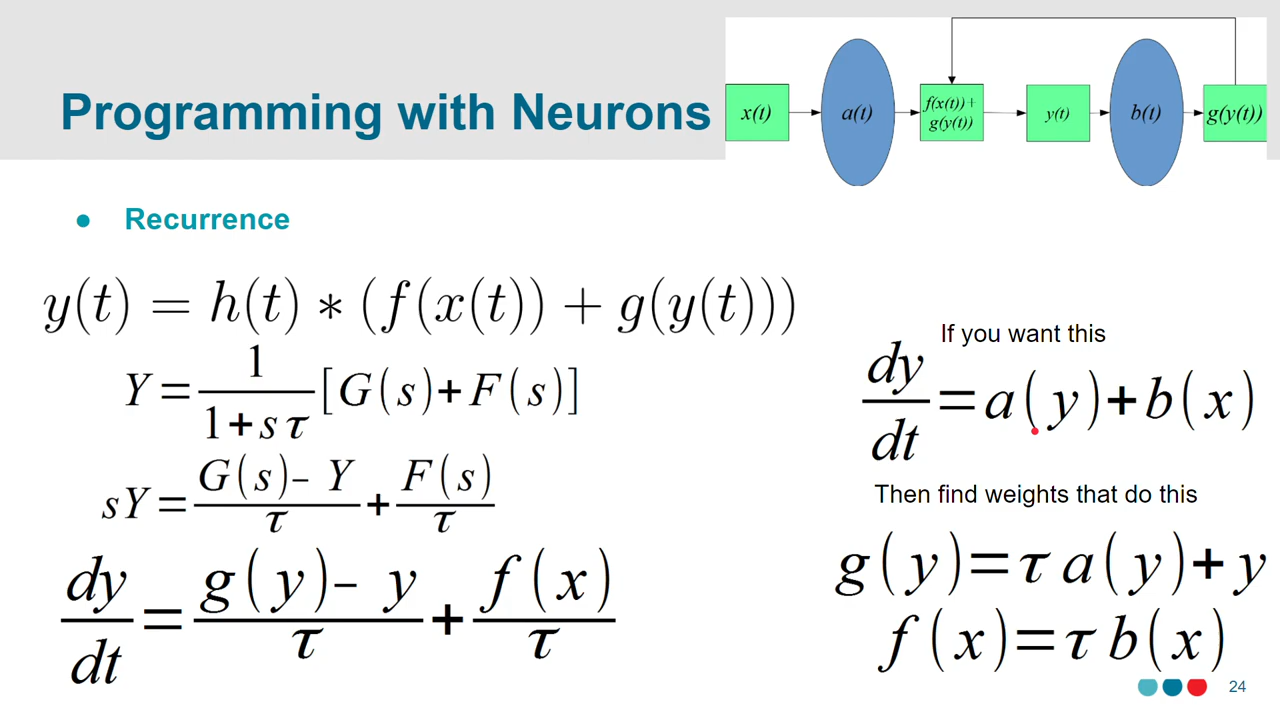 Programming with Neurons
x(t)
a(t)
f(x(t))+
g(y(t))
y(t)
b(t)
g(y(t))
● Recurrence
y(t) = h(t) ∗ (f(x(t)) + g(y(t)))
Y = 1/(1+sτ) [G(s)+F(s)]
sY = (G(s)– Y)/τ + F(s)/τ
dy/dt = (g(y)– y)/τ + f(x)/τ
If you want this
dy/dt = a(y)+b(x)
Then find weights that do this
g(y)=τ a(y)+y
f(x)=τ b(x)
24